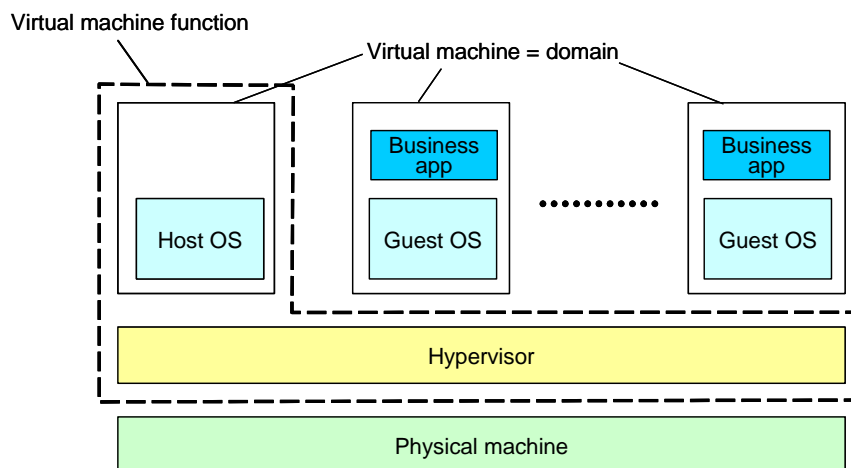 Virtual machine function
Virtual machine = domain
Business
app
Business
app
Host OS
Guest OS
Guest OS
Hypervisor
Physical machine